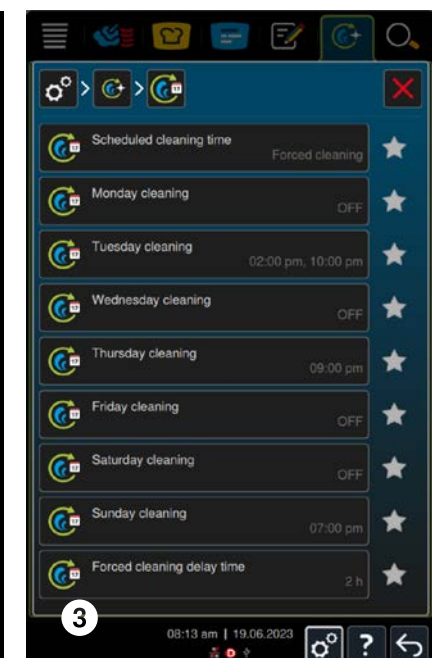 Scheduled cleaning time
Forced cleaning
Monday cleaning
OFF
Tuesday cleaning
02:00 pm, 10:00 pm
Wednesday cleaning
OFF
Thursday cleaning
09:00 pm
Friday cleaning
OFF
Saturday cleaning
OFF
Sunday cleaning
07:00 pm
Forced cleaning delay time
2 h
3
08:13 am | 19.06.2023
?